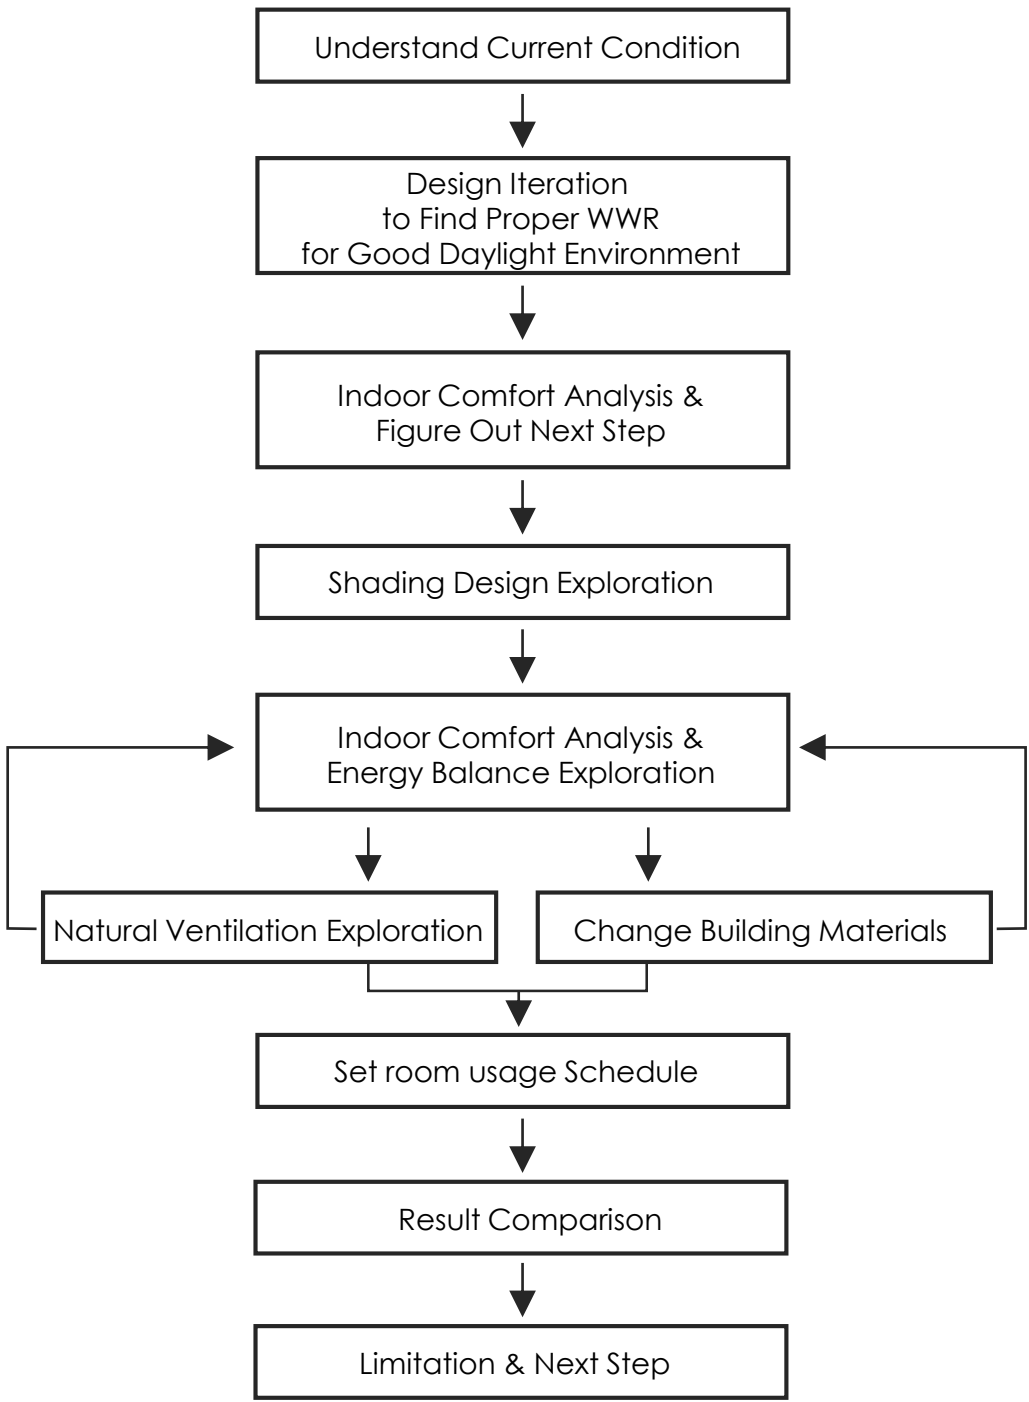 Understand Current Condition
Design Iteration
to Find Proper WWR
for Good Daylight Environment
Indoor Comfort Analysis &
Figure Out Next Step
Shading Design Exploration
Indoor Comfort Analysis &
Energy Balance Exploration
Natural Ventilation Exploration
Change Building Materials
Set room usage Schedule
Result Comparison
Limitation & Next Step